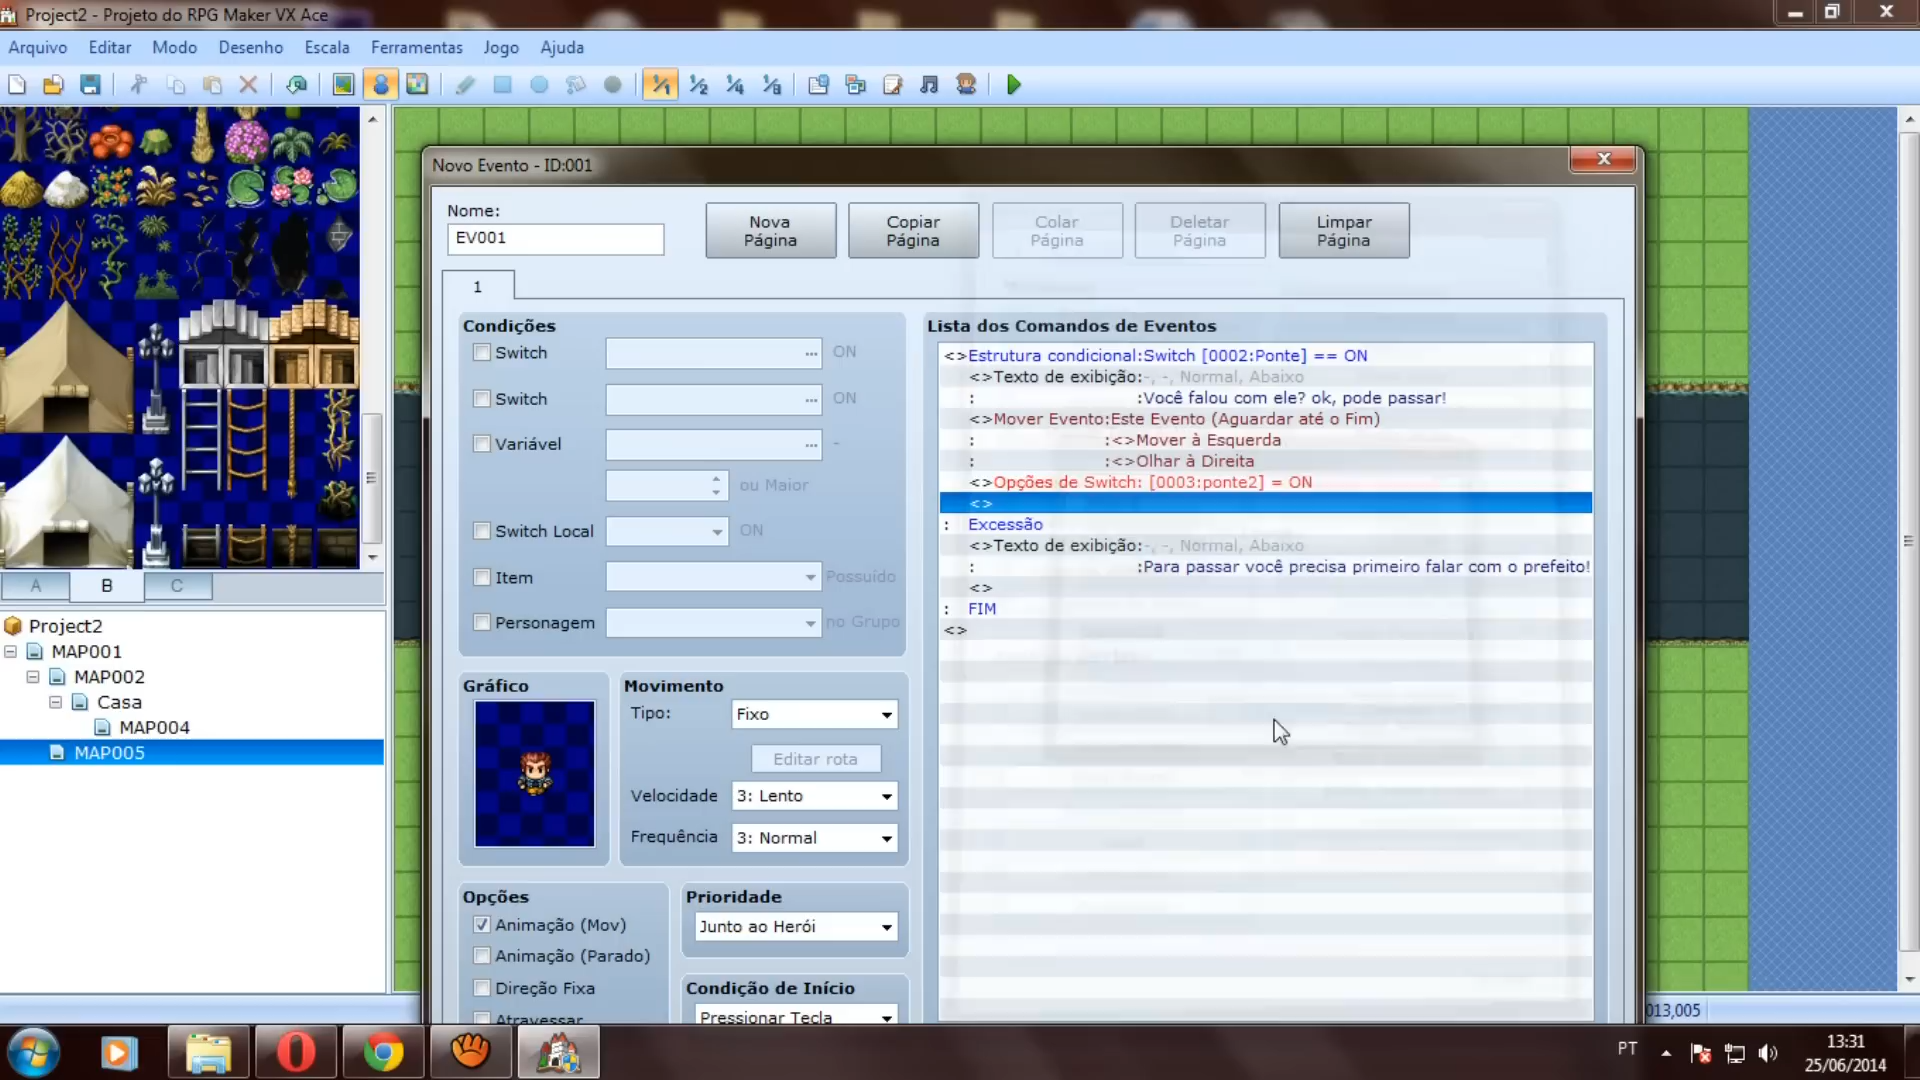 Project2 - Projeto do RPG Maker VX Ace
Arquivo Editar Modo Desenho Escala Ferramentas Jogo Ajuda
Novo Evento - ID:001
Nome:
EV001
Nova Página
Copiar Página
Colar Página
Deletar Página
Limpar Página
1
Condições
Switch ... ON
Switch ... ON
Variável ... -
ou Maior
Switch Local ON
Item Possuído
Personagem no Grupo
Gráfico
Movimento
Tipo: Fixo
Editar rota
Velocidade 3: Lento
Frequência 3: Normal
Opções
Animação (Mov)
Animação (Parado)
Direção Fixa
Atravessar
Prioridade
Junto ao Herói
Condição de Início
Pressionar Tecla
Lista dos Comandos de Eventos
<>Estrutura condicional:Switch [0002:Ponte] == ON
<>Texto de exibição:-, -, Normal, Abaixo
: :Você falou com ele? ok, pode passar!
<>Mover Evento:Este Evento (Aguardar até o Fim)
: :<>Mover à Esquerda
: :<>Olhar à Direita
<>Opções de Switch: [0003:ponte2] = ON
<>
: Excessão
<>Texto de exibição:-, -, Normal, Abaixo
: :Para passar você precisa primeiro falar com o prefeito!
<>
: FIM
<>
A B C
Project2
MAP001
MAP002
Casa
MAP004
MAP005
013,005
PT
13:31
25/06/2014